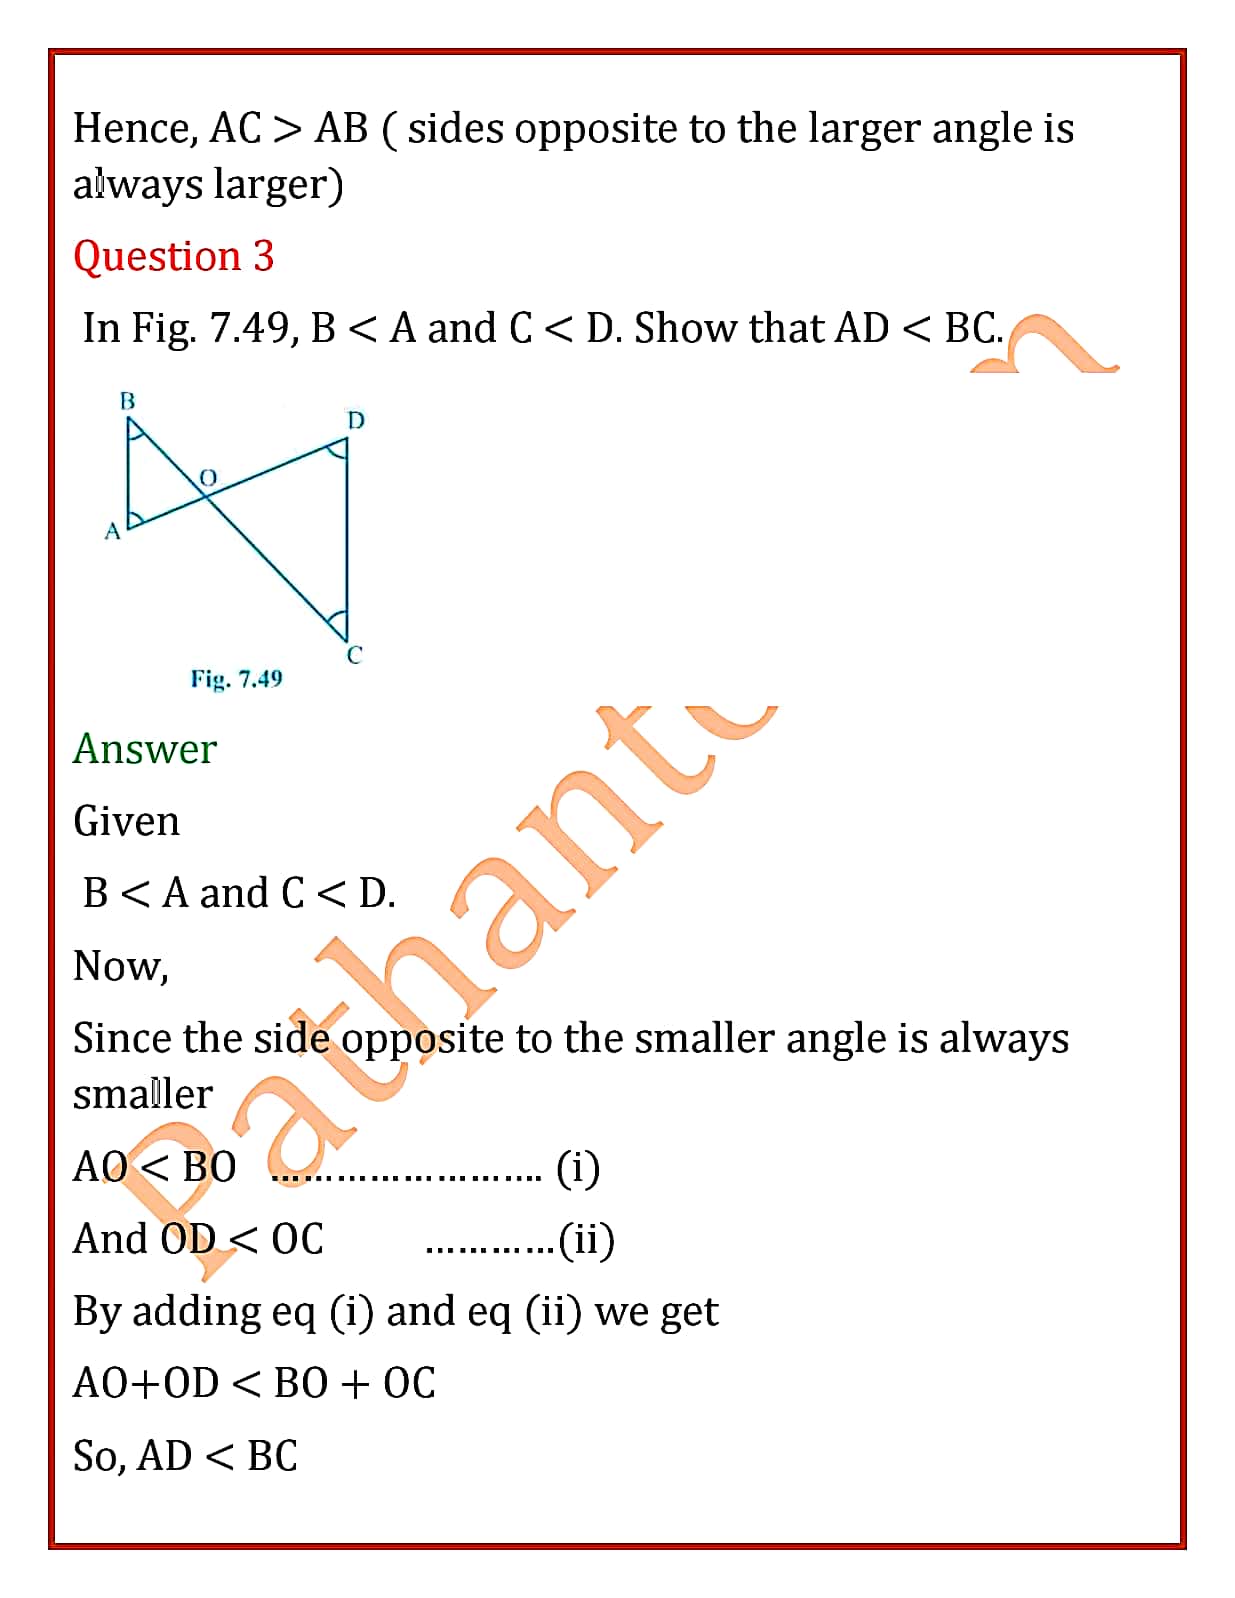 Hence, AC > AB ( sides opposite to the larger angle is
always larger)
Question 3
In Fig. 7.49, B < A and C < D. Show that AD < BC.
B
D
O
A
C
Fig. 7.49
Answer
Given
B < A and C < D.
Now,
Since the side opposite to the smaller angle is always
smaller
AO < BO ……………………. (i)
And OD < OC …………(ii)
By adding eq (i) and eq (ii) we get
AO+OD < BO + OC
So, AD < BC